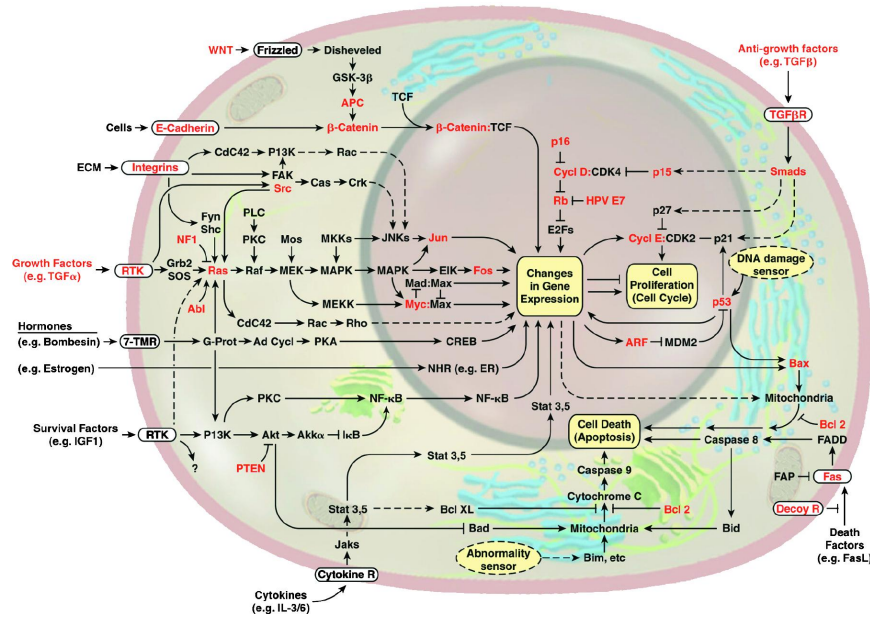 WNT
Frizzled
Disheveled
GSK-3β
APC
TCF
Cells
E-Cadherin
β-Catenin
β-Catenin:TCF
Anti-growth factors
(e.g. TGFβ)
TGFβR
Smads
p16
Cycl D:CDK4
p15
Rb
HPV E7
E2Fs
p27
Cycl E:CDK2
p21
DNA damage
sensor
ECM
Integrins
CdC42
P13K
Rac
FAK
Src
Cas
Crk
Fyn
Shc
NF1
PLC
PKC
Mos
MKKs
JNKs
Jun
Growth Factors
(e.g. TGFα)
RTK
Grb2
SOS
Ras
Raf
MEK
MAPK
MAPK
EIK
Fos
Mad:Max
MEKK
Myc:Max
Abl
CdC42
Rac
Rho
Changes
in Gene
Expression
Cell
Proliferation
(Cell Cycle)
p53
ARF
MDM2
Bax
Hormones
(e.g. Bombesin)
7-TMR
G-Prot
Ad Cycl
PKA
CREB
(e.g. Estrogen)
NHR (e.g. ER)
PKC
NF-κB
NF-κB
Mitochondria
Stat 3,5
Survival Factors
(e.g. IGF1)
RTK
P13K
Akt
Akkα
IκB
?
PTEN
Stat 3,5
Cell Death
(Apoptosis)
Bcl 2
Caspase 8
FADD
Caspase 9
FAP
Fas
Cytochrome C
Stat 3,5
Bcl XL
Bcl 2
Decoy R
Bad
Mitochondria
Bid
Death
Factors
(e.g. FasL)
Jaks
Abnormality
sensor
Bim, etc
Cytokine R
Cytokines
(e.g. IL-3/6)